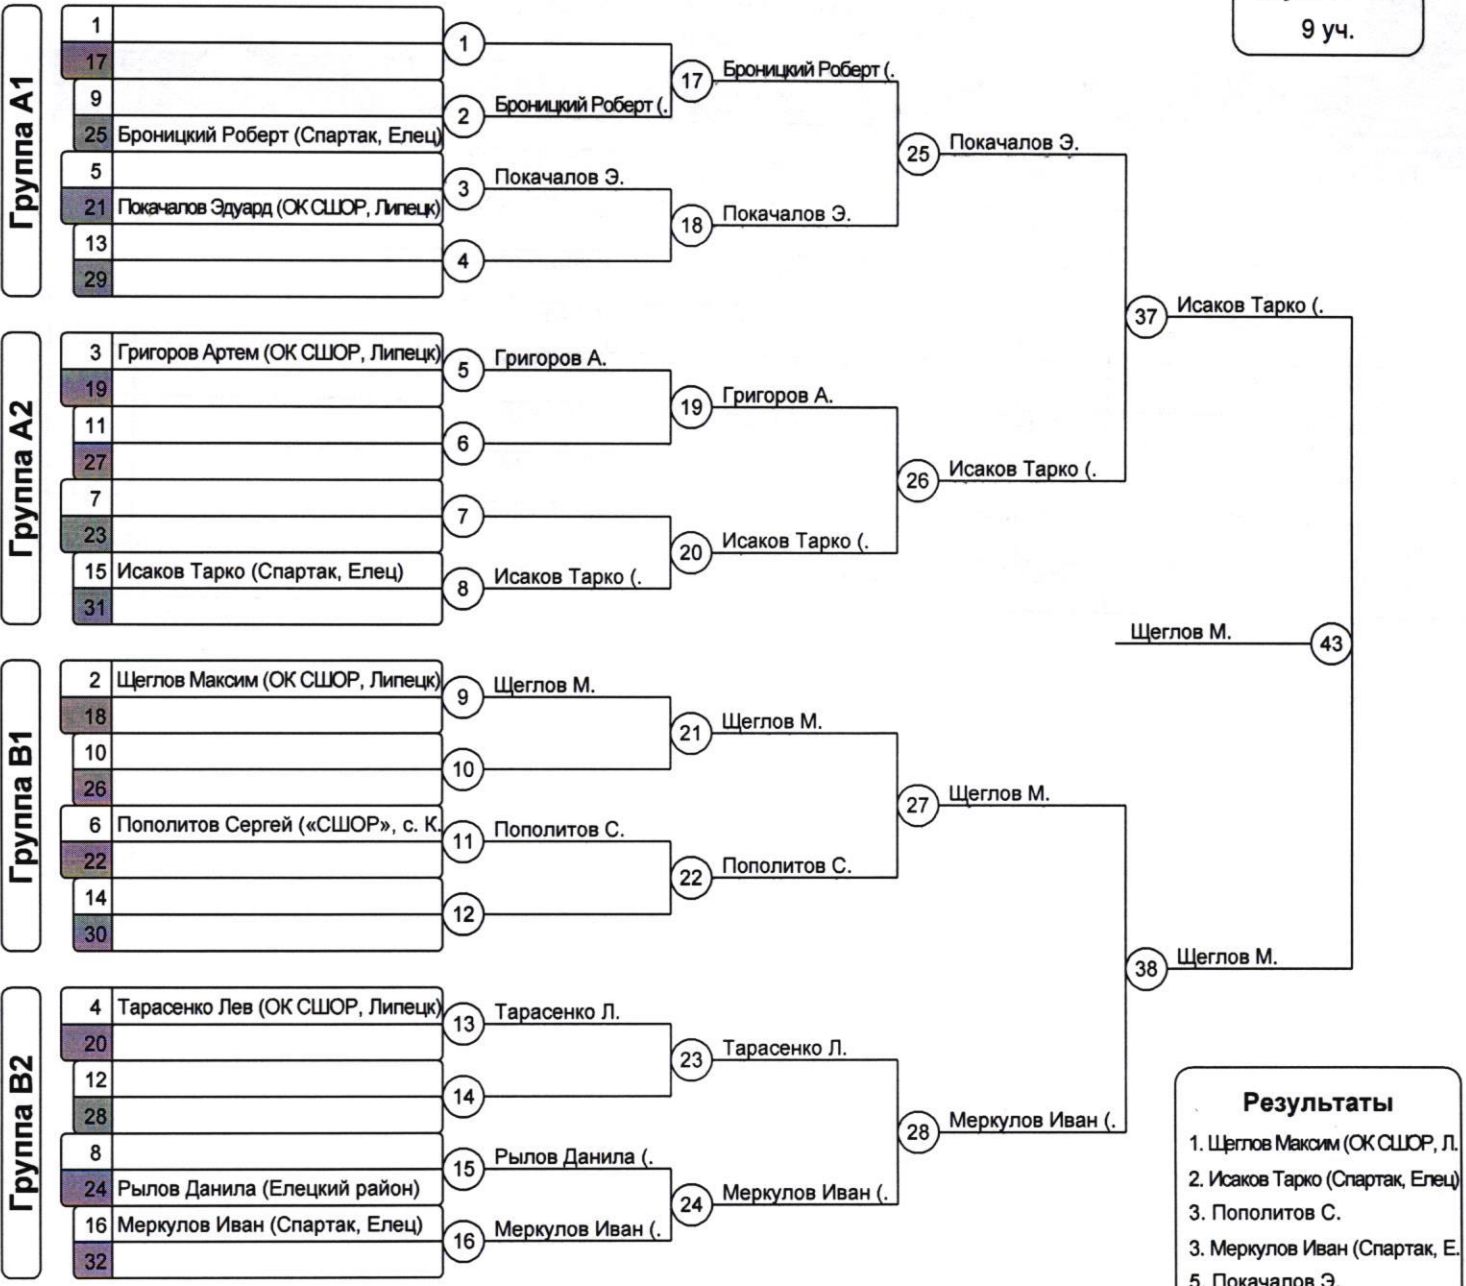 9 уч.
Группа А1
1
17
9
25 Броницкий Роберт (Спартак, Елец)
5
21 Покачалов Эдуард (ОК СШОР, Липецк)
13
29
1
2 Броницкий Роберт (.
3 Покачалов Э.
4
17 Броницкий Роберт (.
18 Покачалов Э.
25 Покачалов Э.
Группа А2
3 Григоров Артем (ОК СШОР, Липецк)
19
11
27
7
23
15 Исаков Тарко (Спартак, Елец)
31
5 Григоров А.
6
7
8 Исаков Тарко (.
19 Григоров А.
20 Исаков Тарко (.
26 Исаков Тарко (.
37 Исаков Тарко (.
Щеглов М. 43
Группа В1
2 Щеглов Максим (ОК СШОР, Липецк)
18
10
26
6 Пополитов Сергей («СШОР», с. К.
22
14
30
9 Щеглов М.
10
11 Пополитов С.
12
21 Щеглов М.
22 Пополитов С.
27 Щеглов М.
38 Щеглов М.
Группа В2
4 Тарасенко Лев (ОК СШОР, Липецк)
20
12
28
8
24 Рылов Данила (Елецкий район)
16 Меркулов Иван (Спартак, Елец)
32
13 Тарасенко Л.
14
15 Рылов Данила (.
16 Меркулов Иван (.
23 Тарасенко Л.
24 Меркулов Иван (.
28 Меркулов Иван (.
Результаты
1. Щеглов Максим (ОК СШОР, Л.
2. Исаков Тарко (Спартак, Елец)
3. Пополитов С.
3. Меркулов Иван (Спартак, Е.
5. Покачалов Э.